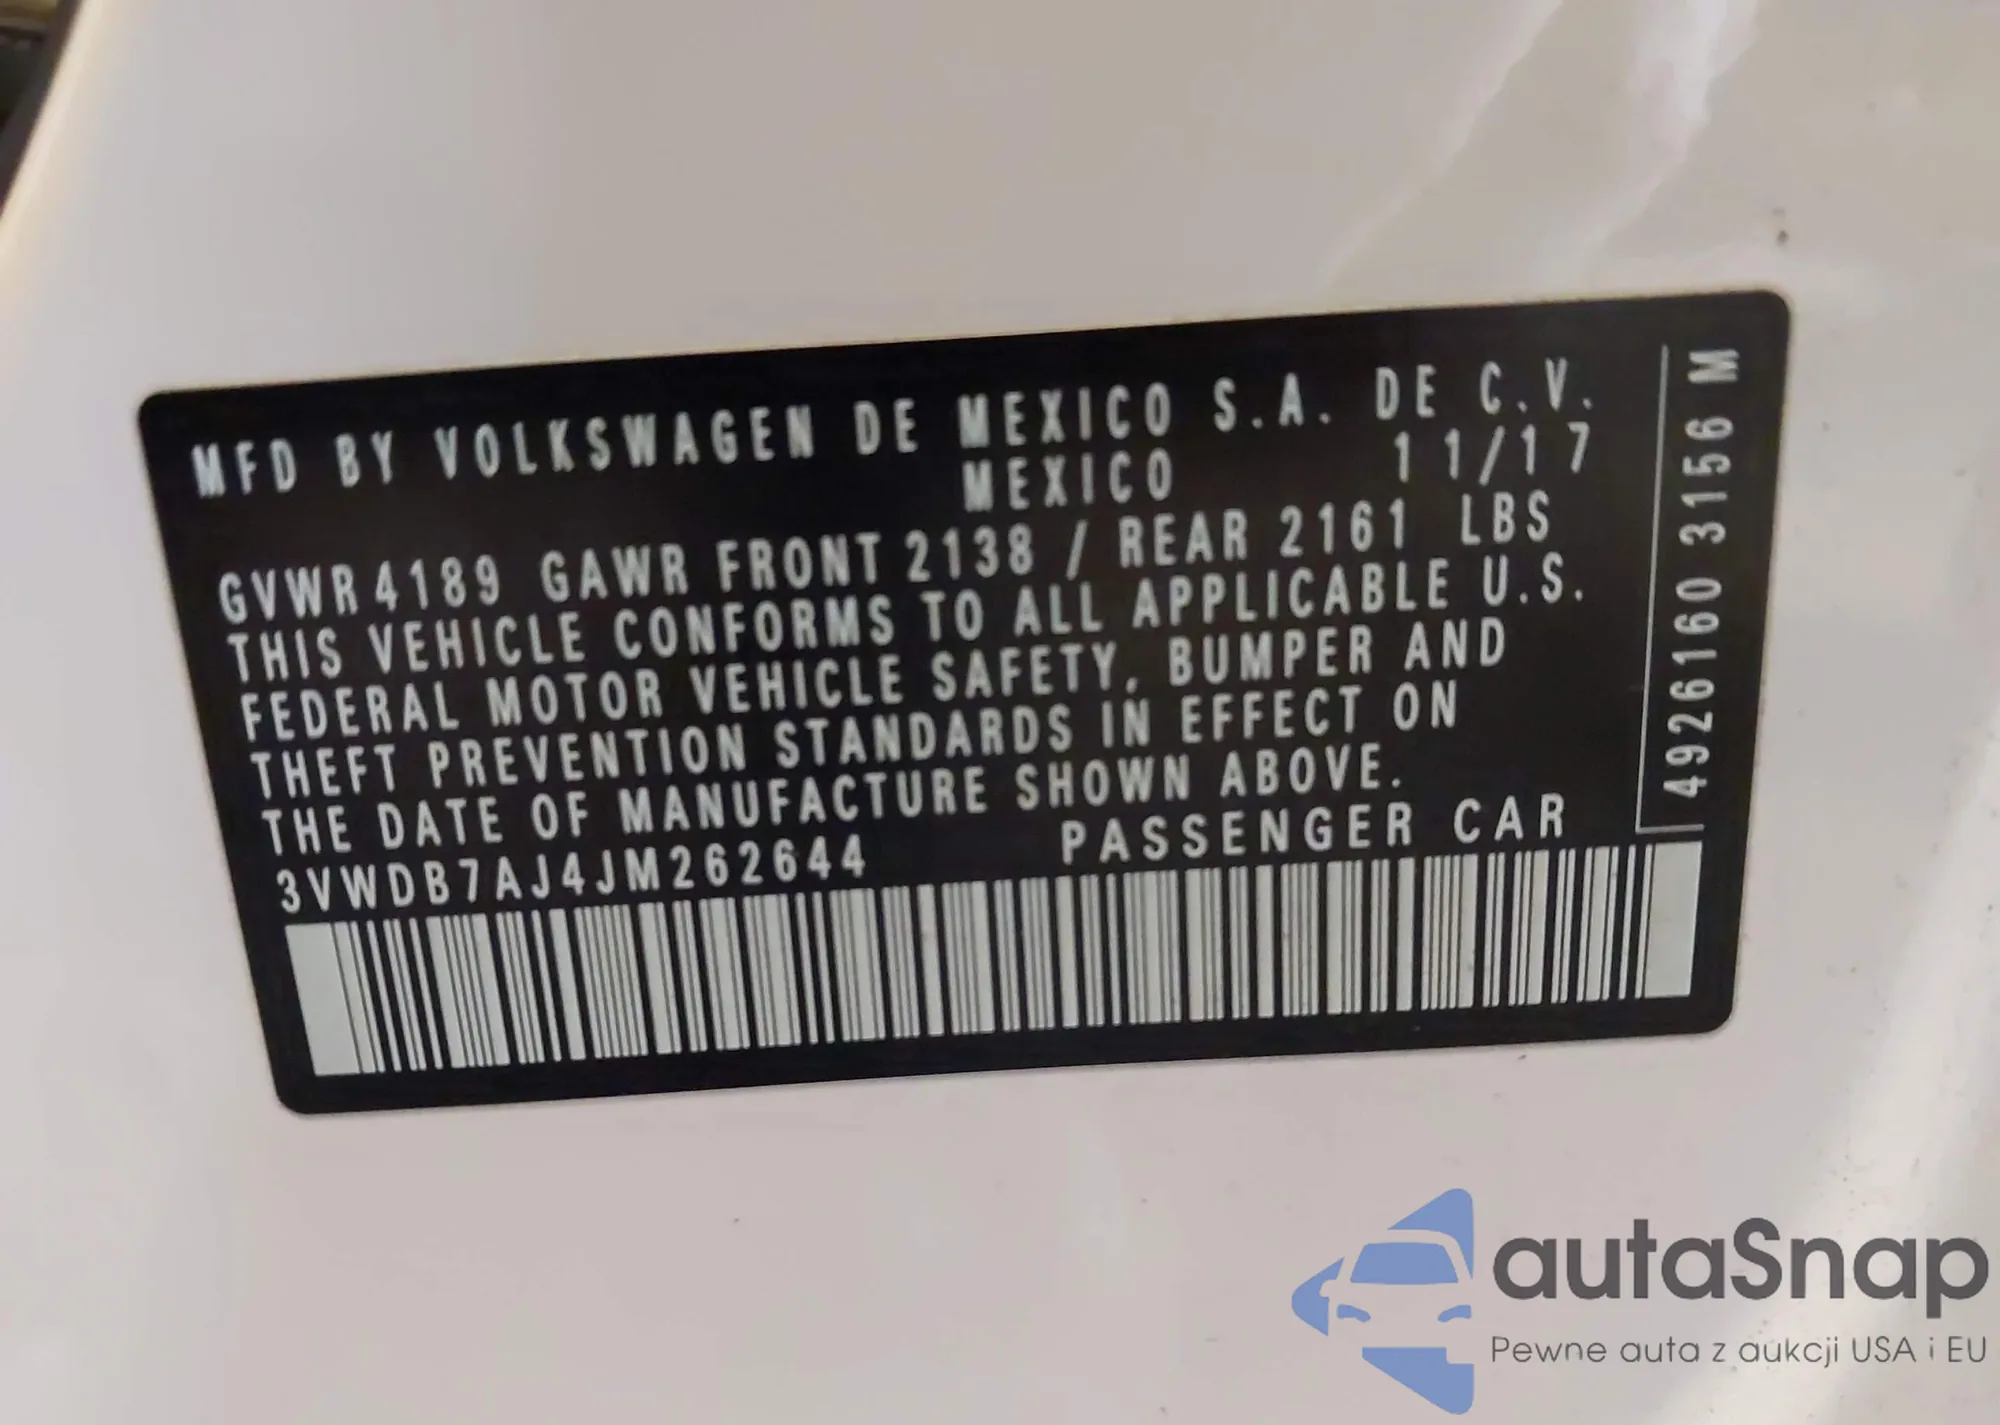 MFD BY VOLKSWAGEN DE MEXICO S.A. DE C.V.
MEXICO 11/17
GVWR 4189 GAWR FRONT 2138 / REAR 2161 LBS
THIS VEHICLE CONFORMS TO ALL APPLICABLE U.S.
FEDERAL MOTOR VEHICLE SAFETY, BUMPER AND
THEFT PREVENTION STANDARDS IN EFFECT ON
THE DATE OF MANUFACTURE SHOWN ABOVE.
3VWDB7AJ4JM262644 PASSENGER CAR
4926160 3156 M
autaSnap
Pewne auta z aukcji USA i EU